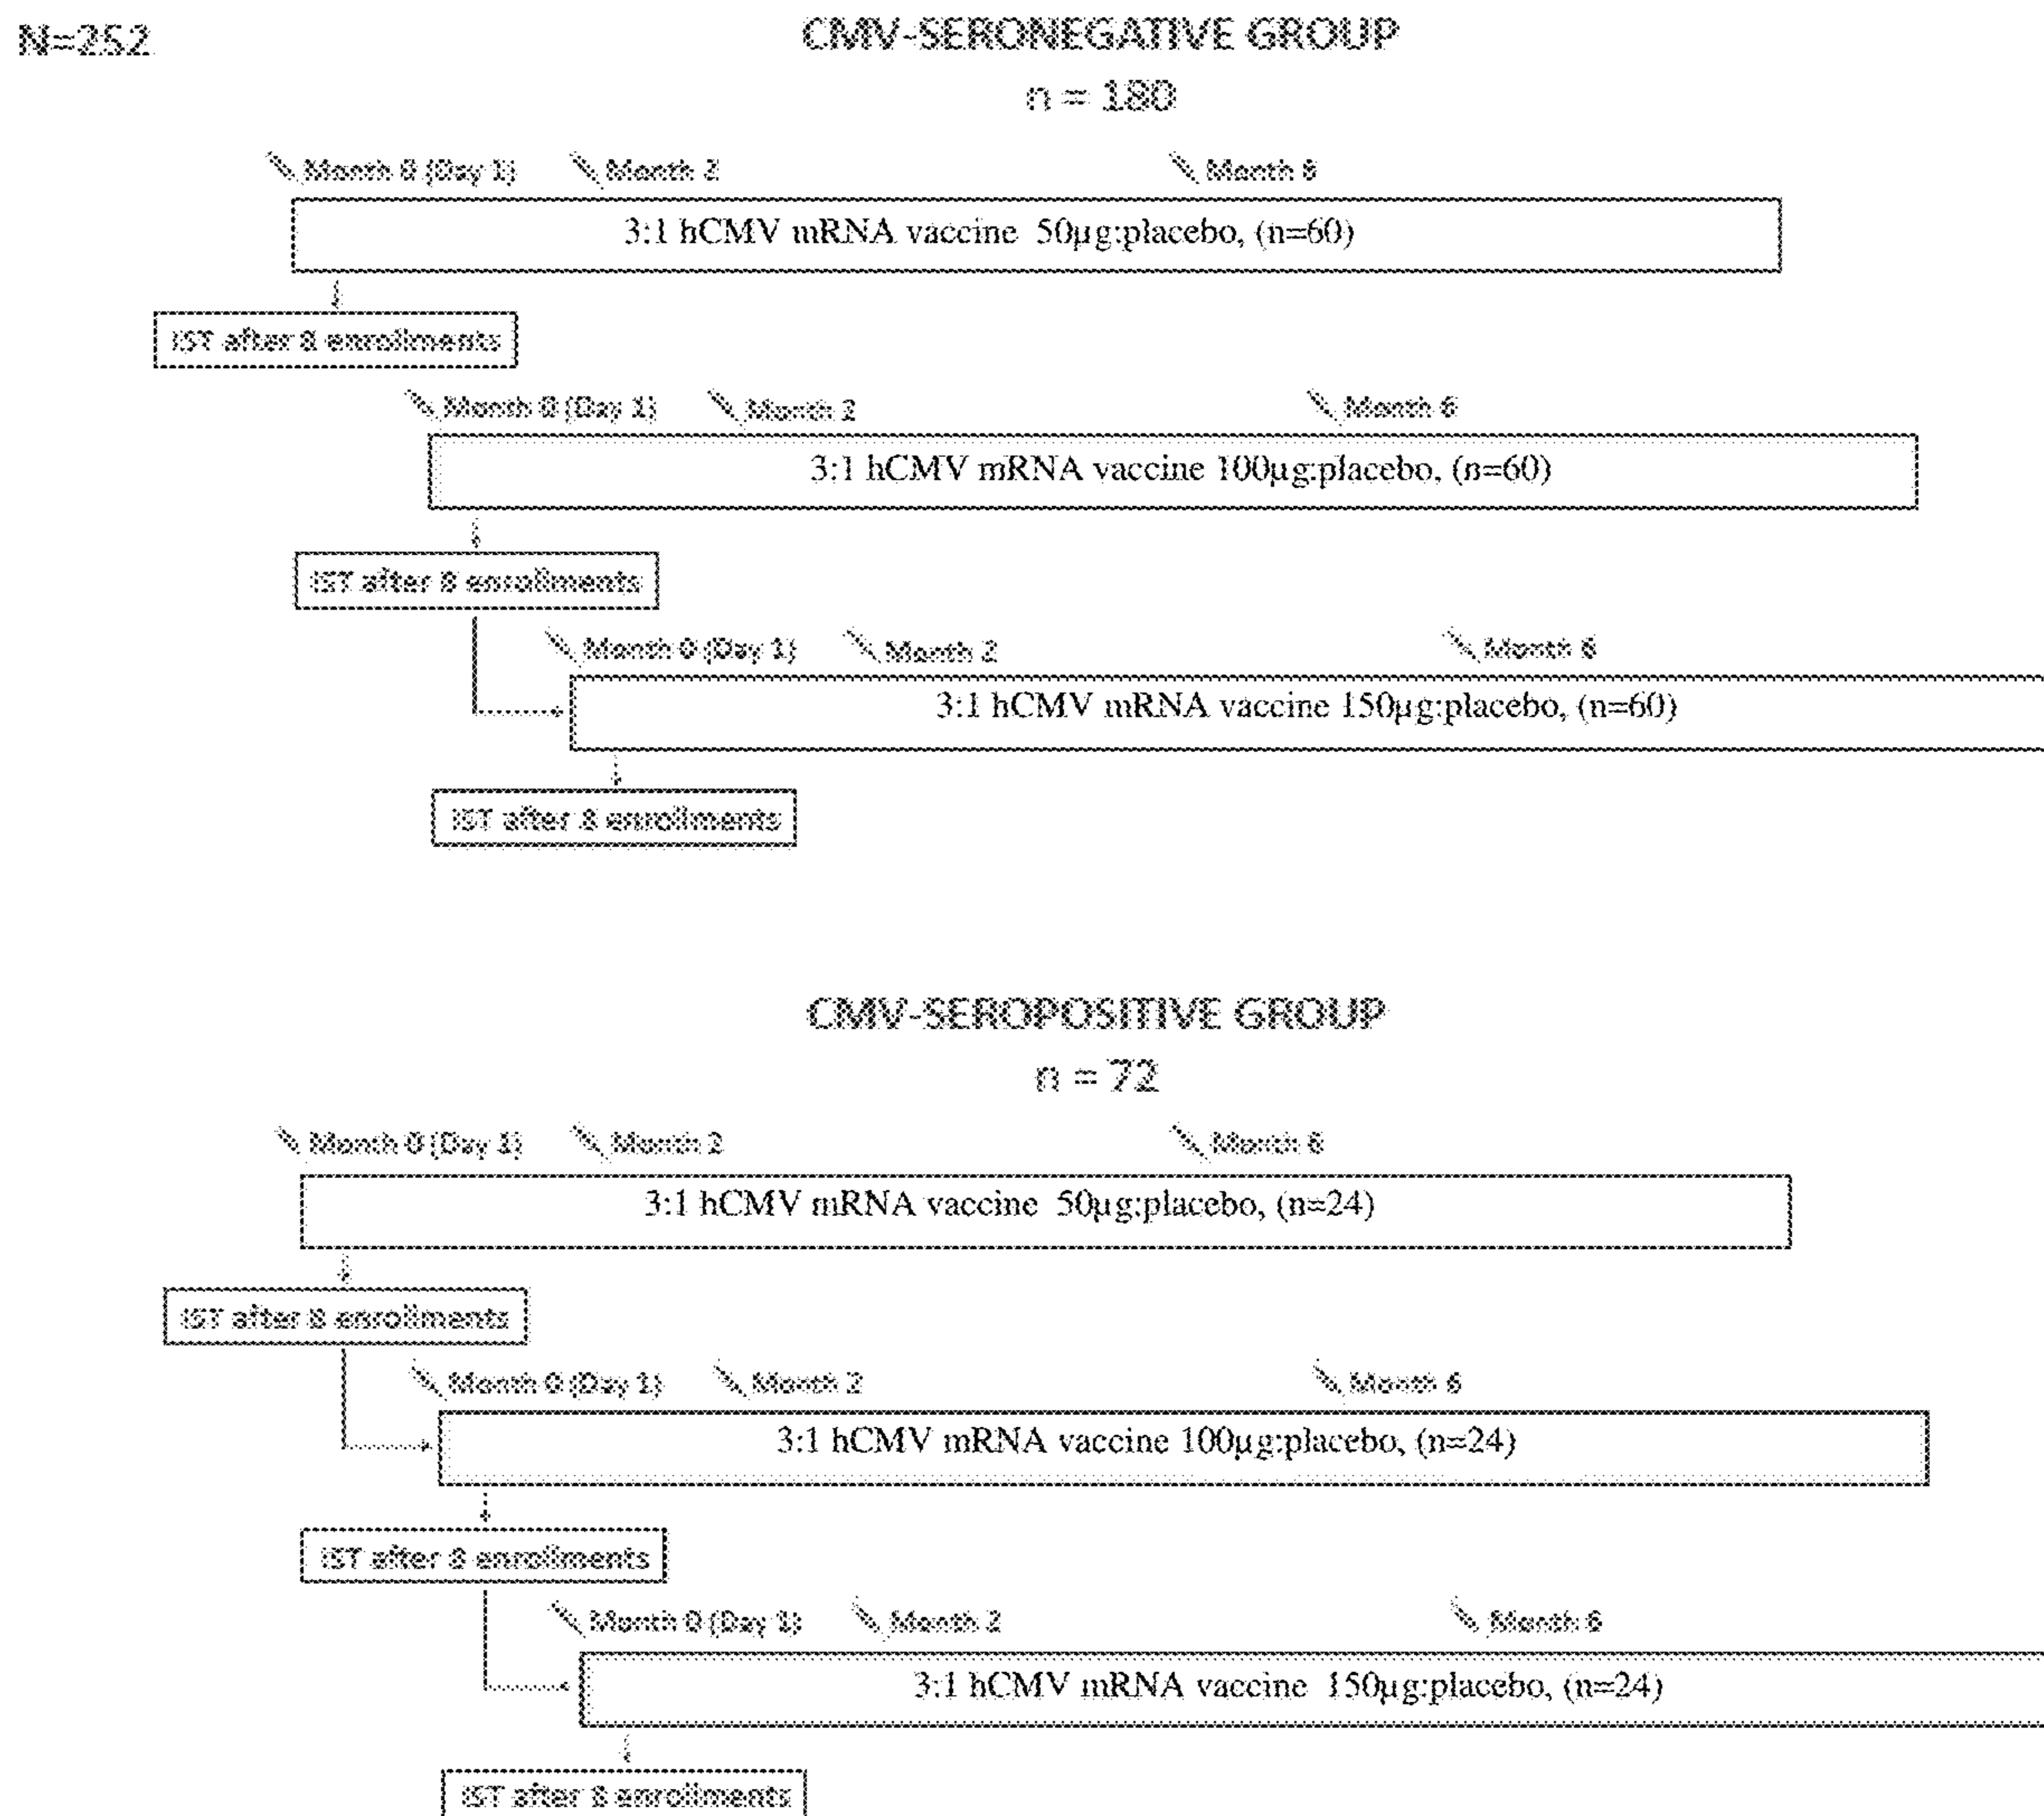 N=252
CMV-SERONEGATIVE GROUP
n = 180
Month 0 (Day 1) Month 2 Month 6
3:1 hCMV mRNA vaccine 50µg:placebo, (n=60)
IST after 8 enrollments
Month 0 (Day 1) Month 2 Month 6
3:1 hCMV mRNA vaccine 100µg:placebo, (n=60)
IST after 8 enrollments
Month 0 (Day 1) Month 2 Month 6
3:1 hCMV mRNA vaccine 150µg:placebo, (n=60)
IST after 8 enrollments
CMV-SEROPOSITIVE GROUP
n = 72
Month 0 (Day 1) Month 2 Month 6
3:1 hCMV mRNA vaccine 50µg:placebo, (n=24)
IST after 8 enrollments
Month 0 (Day 1) Month 2 Month 6
3:1 hCMV mRNA vaccine 100µg:placebo, (n=24)
IST after 8 enrollments
Month 0 (Day 1) Month 2 Month 6
3:1 hCMV mRNA vaccine 150µg:placebo, (n=24)
IST after 8 enrollments